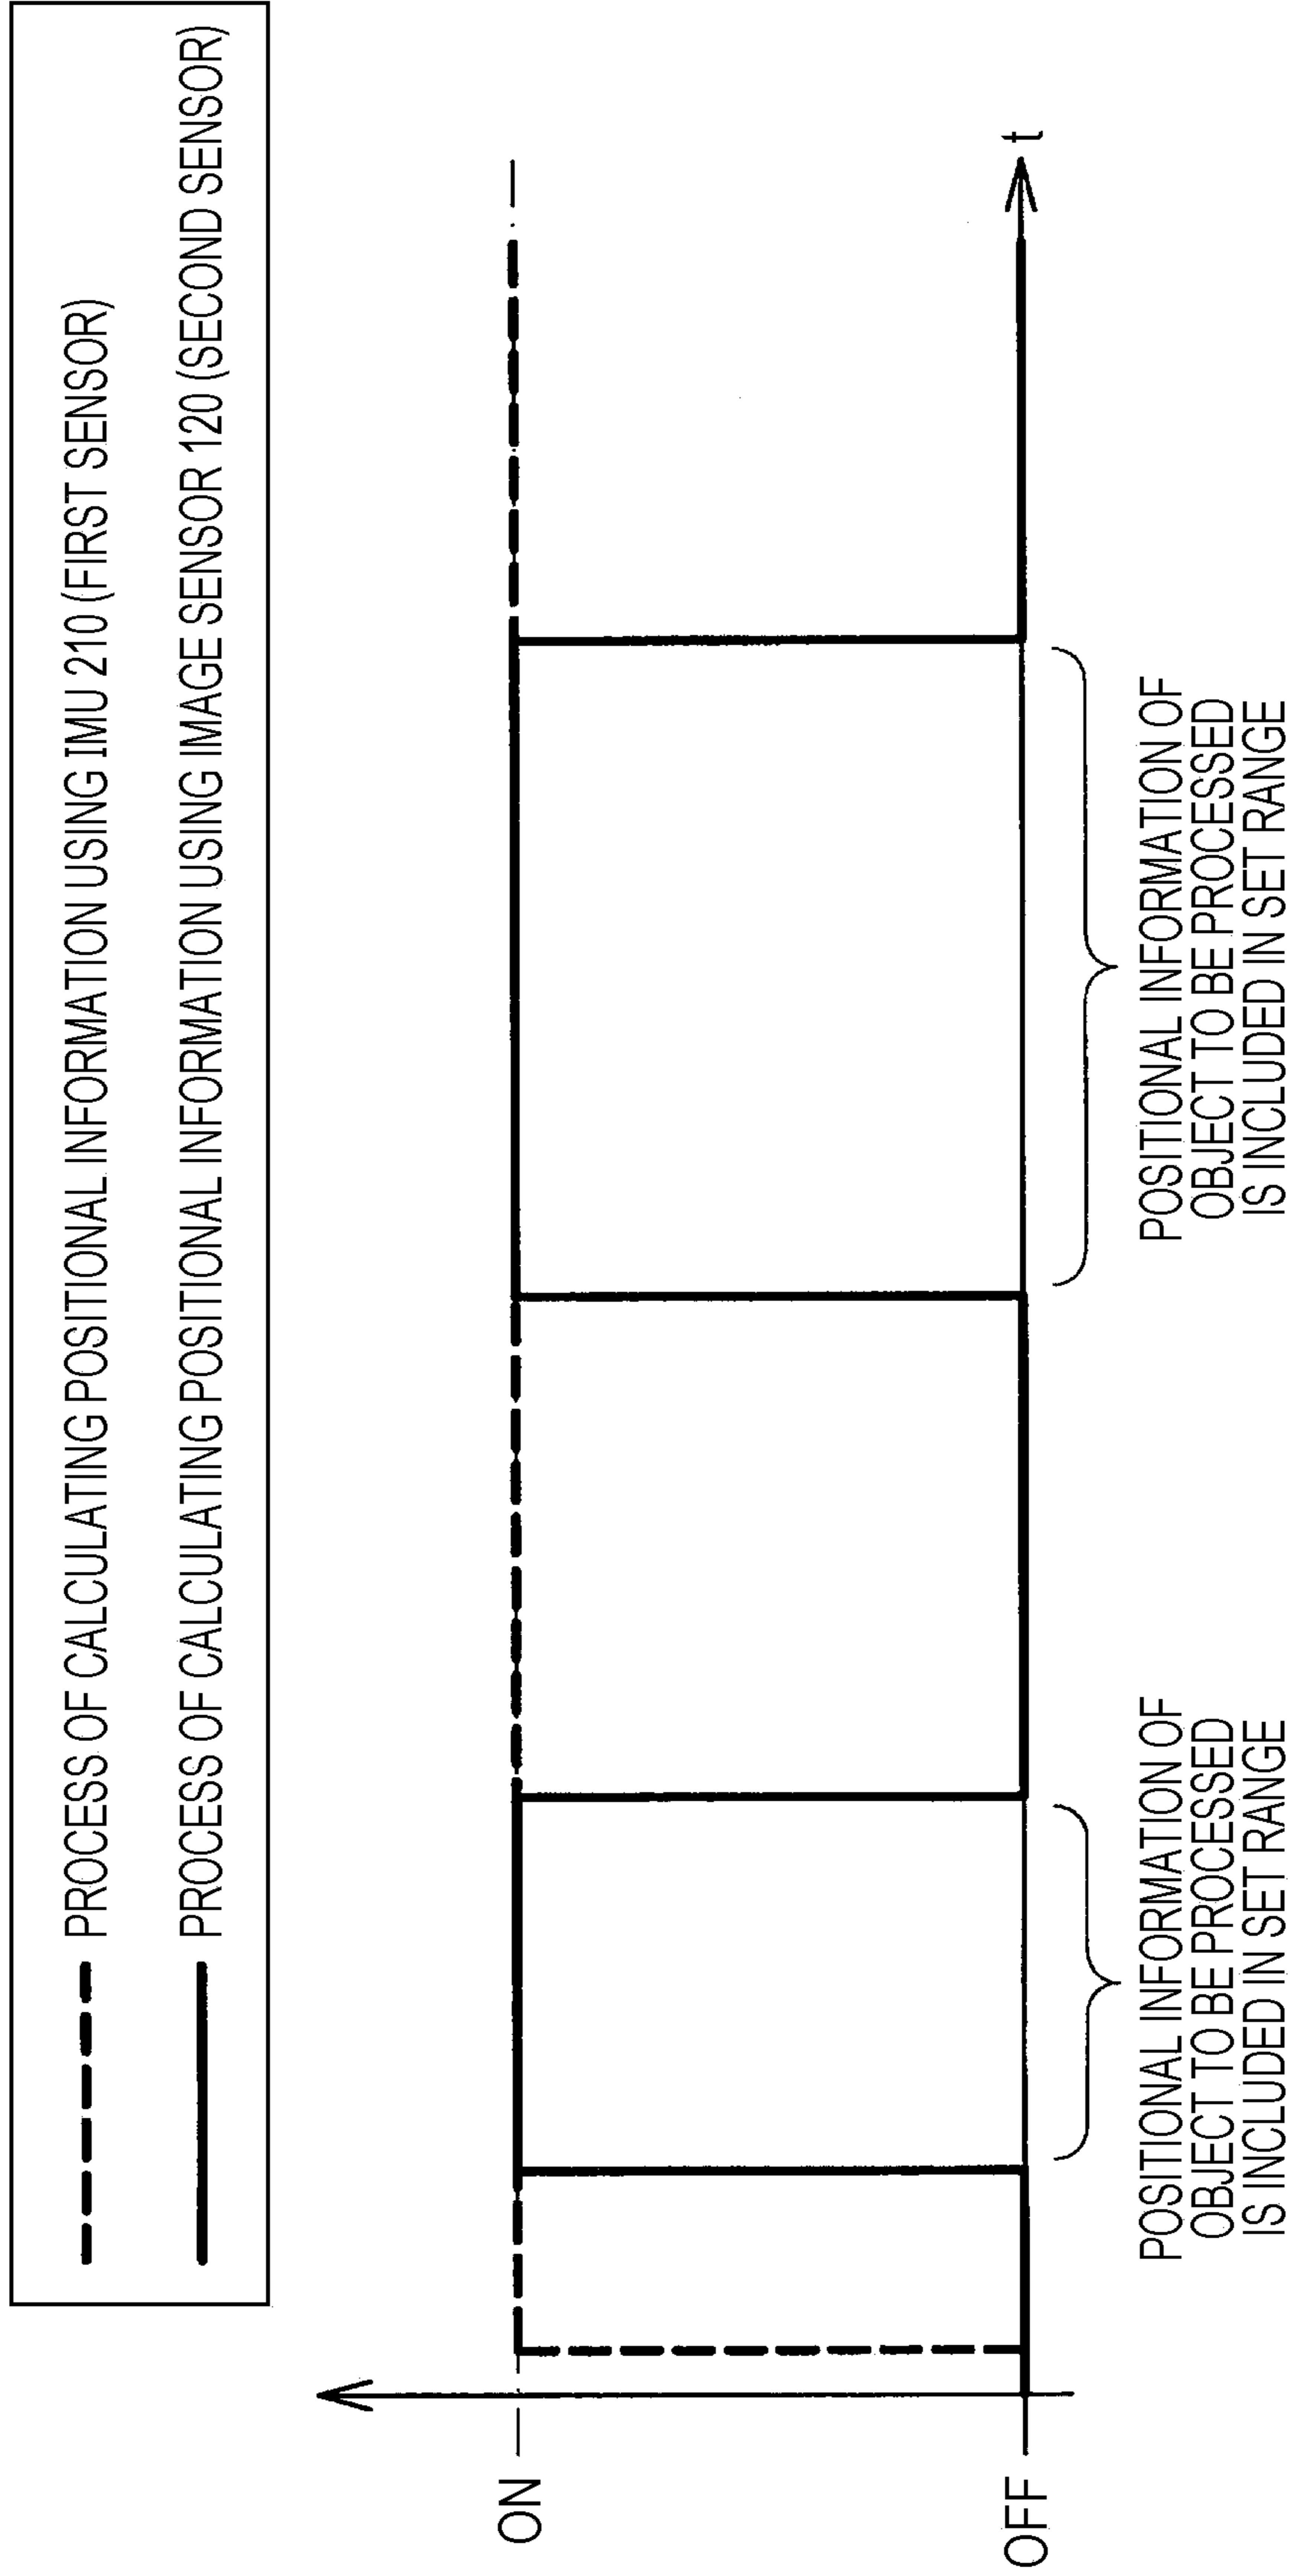 PROCESS OF CALCULATING POSITIONAL INFORMATION USING IMU 210 (FIRST SENSOR)
PROCESS OF CALCULATING POSITIONAL INFORMATION USING IMAGE SENSOR 120 (SECOND SENSOR)
ON
OFF
t
POSITIONAL INFORMATION OF
OBJECT TO BE PROCESSED
IS INCLUDED IN SET RANGE
POSITIONAL INFORMATION OF
OBJECT TO BE PROCESSED
IS INCLUDED IN SET RANGE